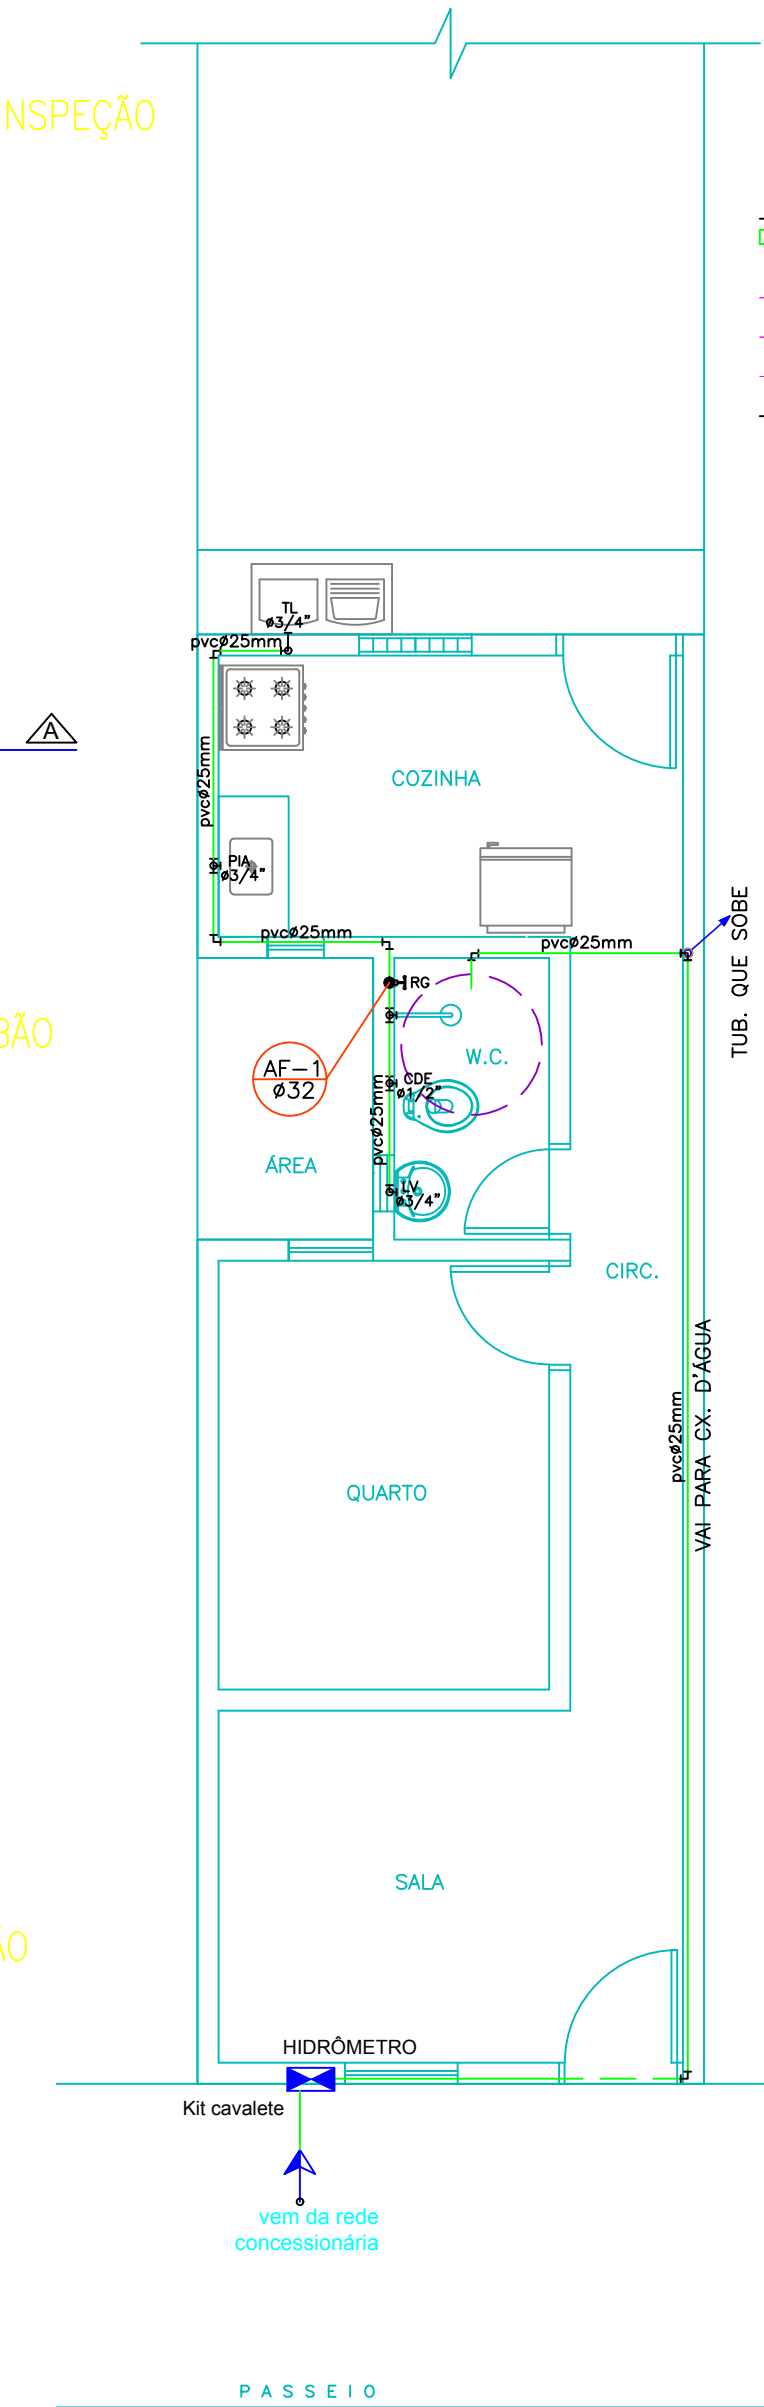 NSPEÇÃO
TL
ø3/4"
pvcø25mm
A
COZINHA
pvcø25mm
PIA
ø3/4"
pvcø25mm
pvcø25mm
TUB. QUE SOBE
RG
BÃO
AF-1
ø32
W.C.
CDE
ø1/2"
pvcø25mm
ÁREA
LV
ø3/4"
CIRC.
VAI PARA CX. D'ÁGUA
pvcø25mm
QUARTO
SALA
ÃO
HIDRÔMETRO
Kit cavalete
vem da rede
concessionária
PASSEIO